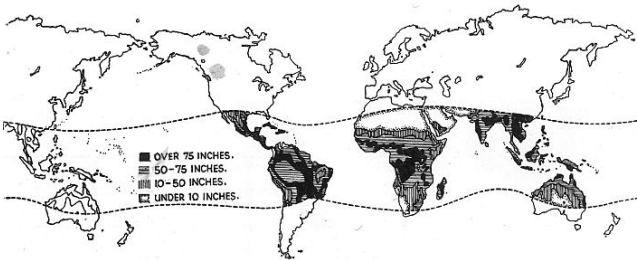 OVER 75 INCHES.
50-75 INCHES.
10-50 INCHES.
UNDER 10 INCHES.